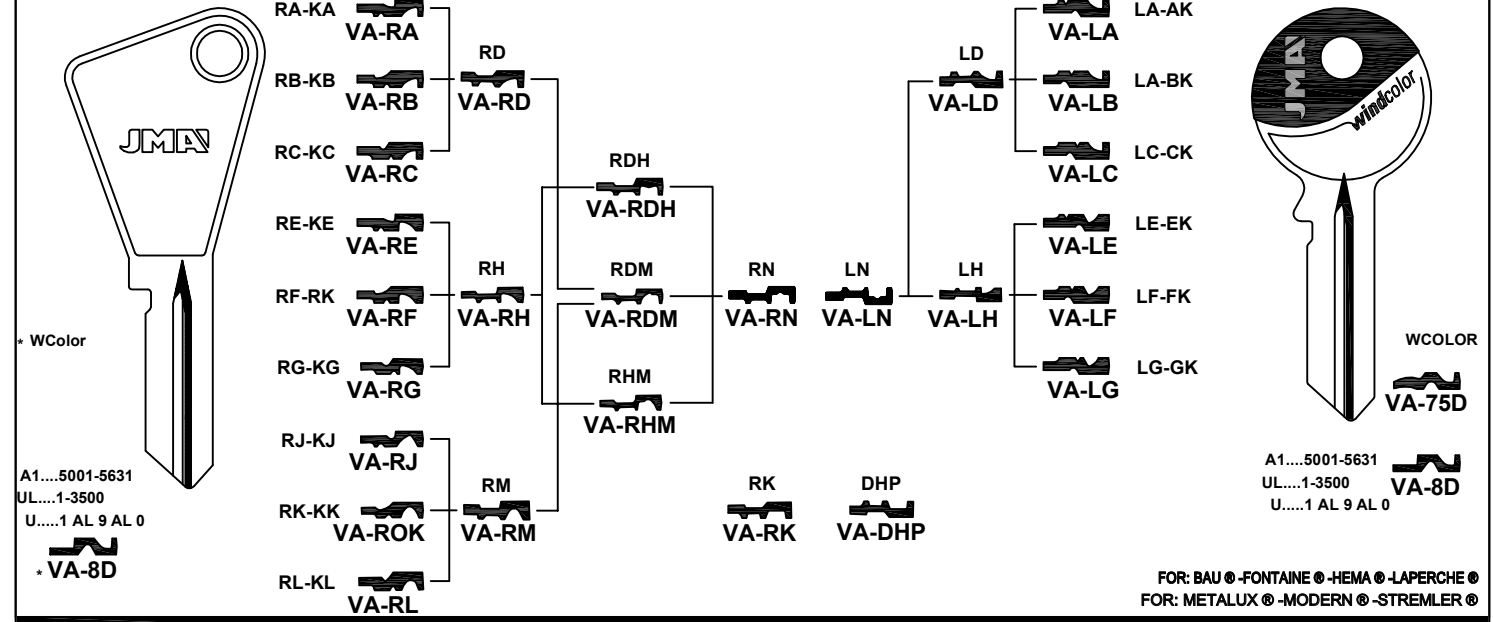 RA-KA
VA-RA
RD
RB-KB
VA-RB
VA-RD
RC-KC
VA-RC
RE-KE
VA-RE
RH
RF-RK
VA-RF
VA-RH
RG-KG
VA-RG
RJ-KJ
VA-RJ
RM
RK-KK
VA-ROK
VA-RM
RL-KL
VA-RL
RDH
VA-RDH
RDM
VA-RDM
RHM
VA-RHM
RN
VA-RN
LN
VA-LN
RK
VA-RK
DHP
VA-DHP
LD
VA-LD
LH
VA-LH
LA-AK
VA-LA
LA-BK
VA-LB
LC-CK
VA-LC
LE-EK
VA-LE
LF-FK
VA-LF
LG-GK
VA-LG
JMA
* WColor
A1....5001-5631
UL....1-3500
U.....1 AL 9 AL 0
* VA-8D
JMA
windcolor
WCOLOR
VA-75D
A1....5001-5631
UL....1-3500
U.....1 AL 9 AL 0
VA-8D
FOR: BAU ® -FONTAINE ® -HEMA ® -LAPERCHE ®
FOR: METALUX ® -MODERN ® -STREMLER ®